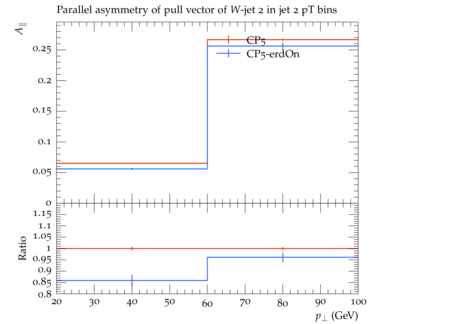 Parallel asymmetry of pull vector of W-jet 2 in jet 2 pT bins
A∥
CP5
CP5-erdOn
0.25
0.2
0.15
0.1
0.05
0
Ratio
1.15
1.1
1.05
1
0.95
0.9
0.85
0.8
20 30 40 50 60 70 80 90 100
p⊥ (GeV)